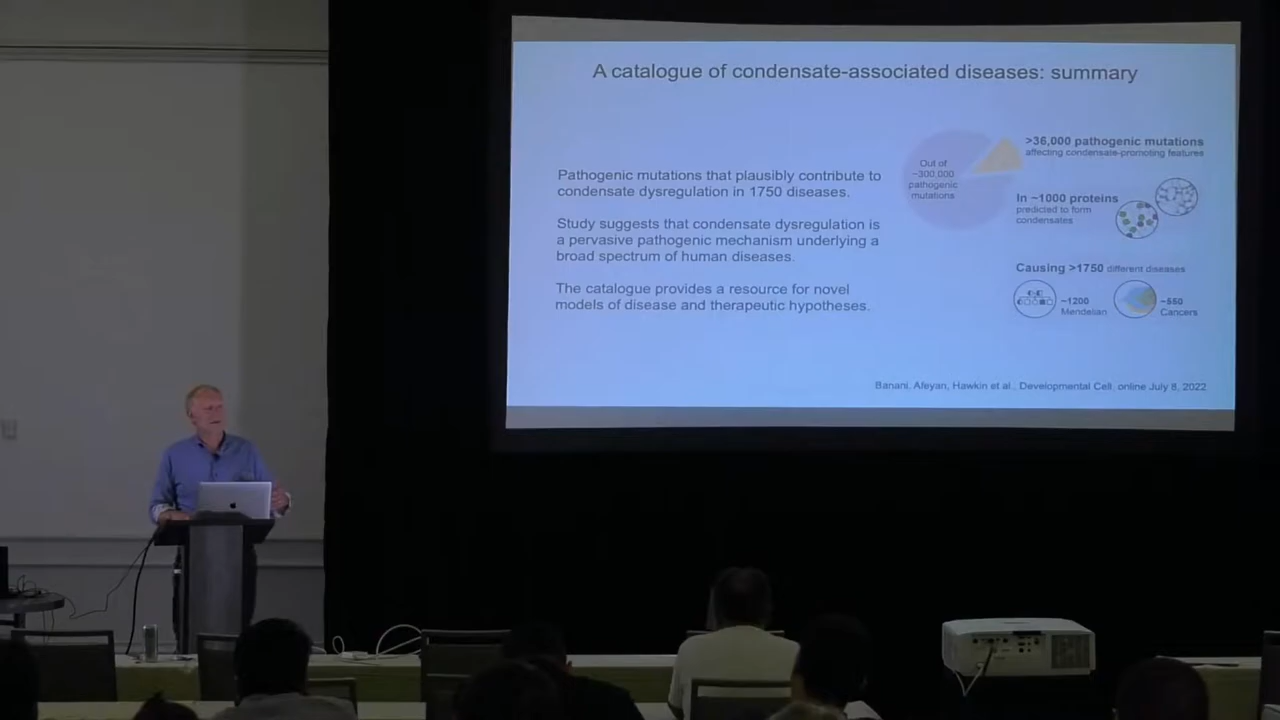 A catalogue of condensate-associated diseases: summary
Pathogenic mutations that plausibly contribute to
condensate dysregulation in 1750 diseases.
Study suggests that condensate dysregulation is
a pervasive pathogenic mechanism underlying a
broad spectrum of human diseases.
The catalogue provides a resource for novel
models of disease and therapeutic hypotheses.
Out of
~300,000
pathogenic
mutations
>36,000 pathogenic mutations
affecting condensate-promoting features
In ~1000 proteins
predicted to form
condensates
Causing >1750 different diseases
~1200
Mendelian
~550
Cancers
Banani, Afeyan, Hawkin et al., Developmental Cell, online July 8, 2022